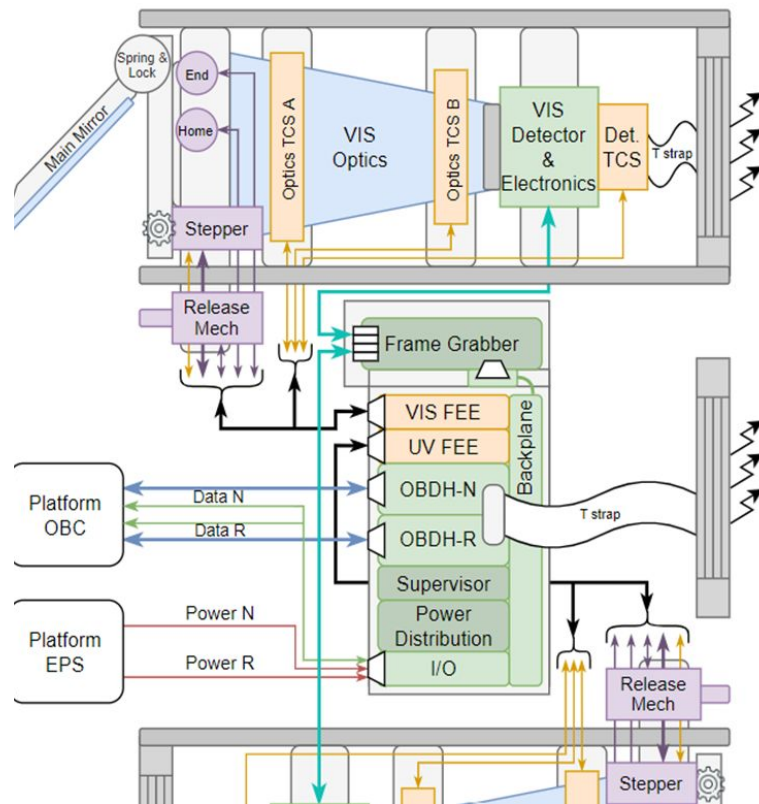 Spring &
Lock
Main Mirror
End
Home
Optics TCS A
VIS
Optics
Optics TCS B
VIS
Detector
&
Electronics
Det.
TCS
T strap
Stepper
Release
Mech
Frame Grabber
VIS FEE
UV FEE
OBDH-N
OBDH-R
Supervisor
Power
Distribution
I/O
Backplane
T strap
Platform
OBC
Data N
Data R
Platform
EPS
Power N
Power R
Release
Mech
Stepper